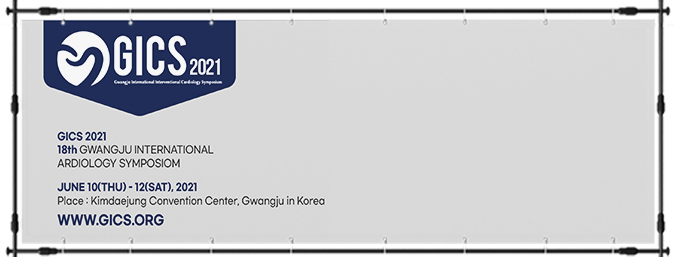 GICS 2021
Gwangju International Interventional Cardiology Symposium
GICS 2021
18th GWANGJU INTERNATIONAL
ARDIOLOGY SYMPOSIOM
JUNE 10(THU) - 12(SAT), 2021
Place : Kimdaejung Convention Center, Gwangju in Korea
WWW.GICS.ORG